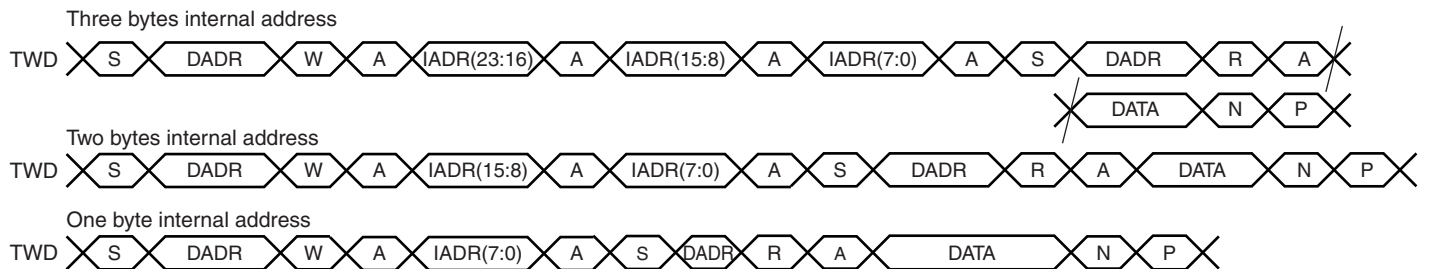 Three bytes internal address
TWD S DADR W A IADR(23:16) A IADR(15:8) A IADR(7:0) A S DADR R A
DATA N P
Two bytes internal address
TWD S DADR W A IADR(15:8) A IADR(7:0) A S DADR R A DATA N P
One byte internal address
TWD S DADR W A IADR(7:0) A S DADR R A DATA N P